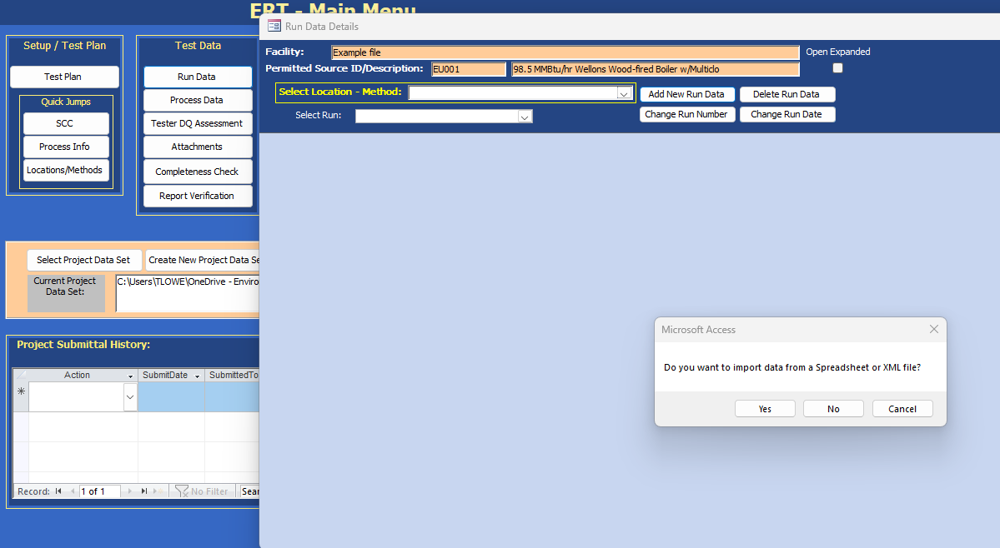 ERT - Main Menu
Run Data Details
Setup / Test Plan
Test Plan
Quick Jumps
SCC
Process Info
Locations/Methods
Test Data
Run Data
Process Data
Tester DQ Assessment
Attachments
Completeness Check
Report Verification
Facility: Example file Open Expanded
Permitted Source ID/Description: EU001 98.5 MMBtu/hr Wellons Wood-fired Boiler w/Multiclo
Select Location - Method: Add New Run Data Delete Run Data
Select Run: Change Run Number Change Run Date
Select Project Data Set Create New Project Data Se
Current Project
Data Set:
C:\Users\TLOWE\OneDrive - Enviro
Microsoft Access
Do you want to import data from a Spreadsheet or XML file?
Yes No Cancel
Project Submittal History:
Action SubmitDate SubmittedTo
Record: 1 of 1 No Filter Sear